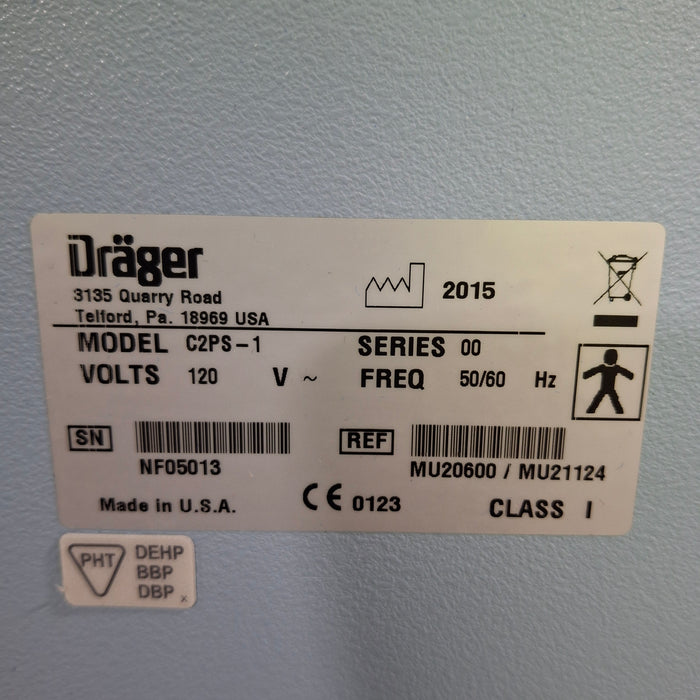 Dräger
3135 Quarry Road
Telford, Pa. 18969 USA
2015
MODEL C2PS-1 SERIES 00
VOLTS 120 V ~ FREQ 50/60 Hz
SN NF05013
REF MU20600 / MU21124
Made in U.S.A. CE 0123 CLASS I
PHT DEHP
BBP
DBP x